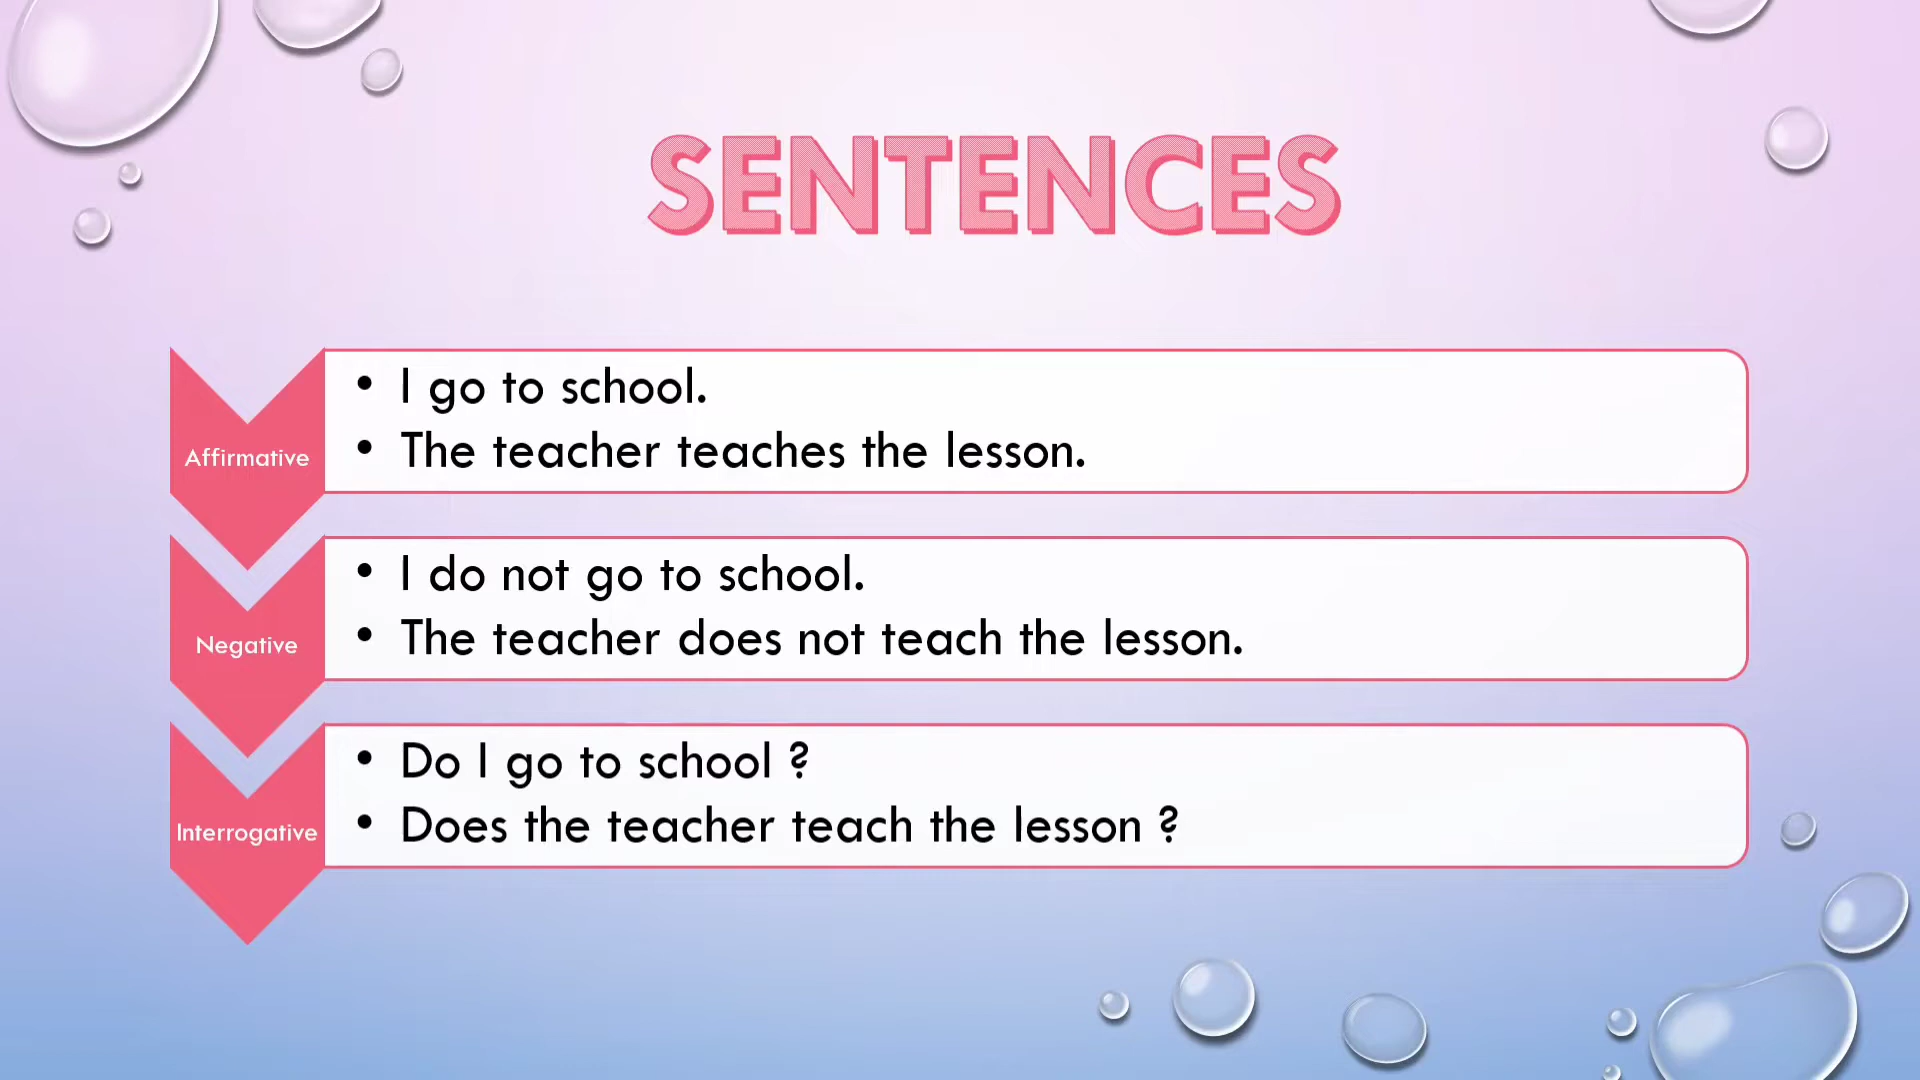 SENTENCES
Affirmative
• I go to school.
• The teacher teaches the lesson.
Negative
• I do not go to school.
• The teacher does not teach the lesson.
Interrogative
• Do I go to school ?
• Does the teacher teach the lesson ?